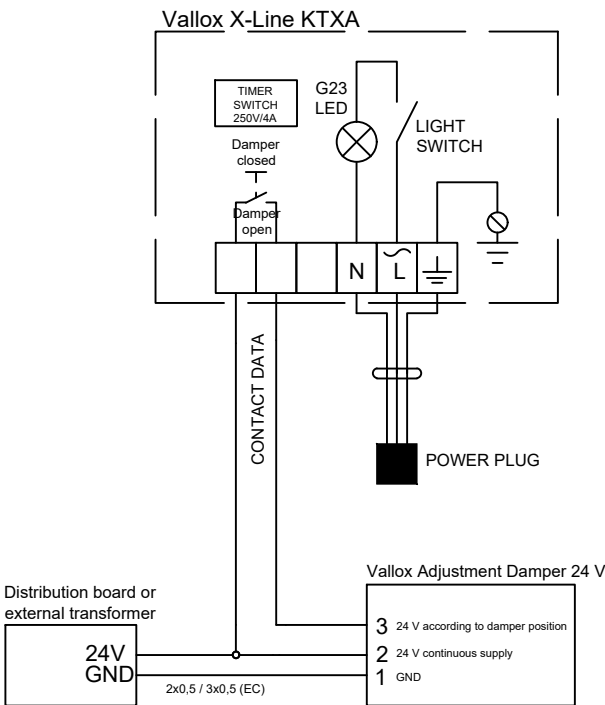 Vallox X-Line KTXA
TIMER
SWITCH
250V/4A
G23
LED
LIGHT
SWITCH
Damper
closed
Damper
open
N
L
CONTACT DATA
POWER PLUG
Vallox Adjustment Damper 24 V
Distribution board or
external transformer
3 24 V according to damper position
24V
2 24 V continuous supply
GND
1 GND
2x0,5 / 3x0,5 (EC)